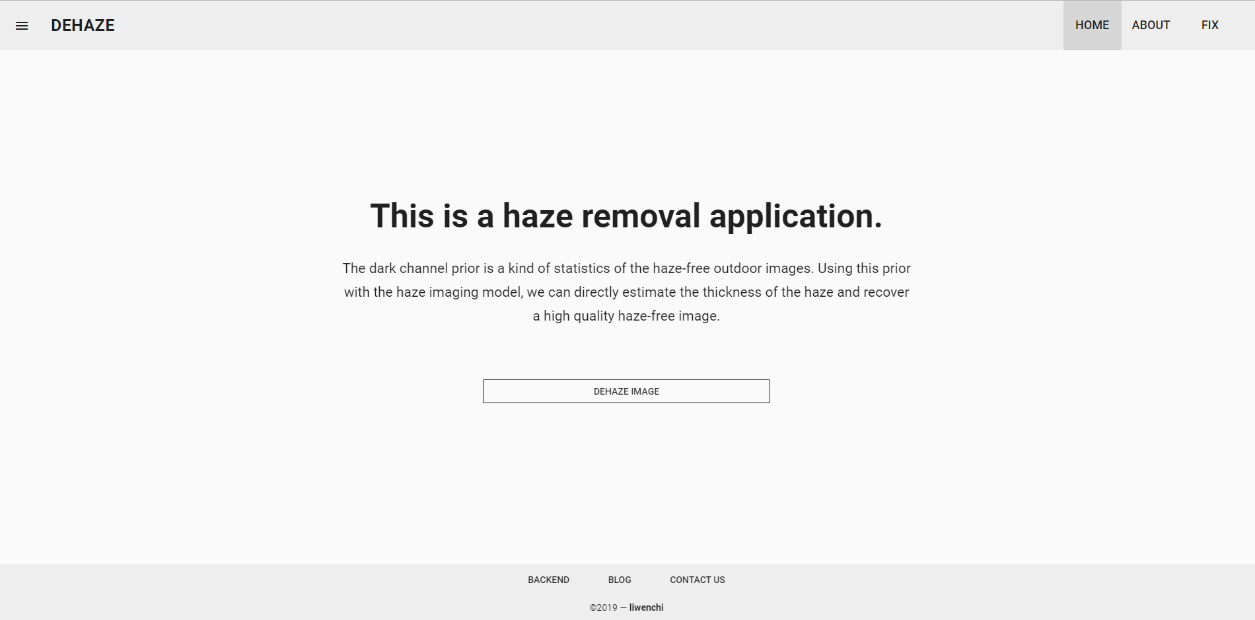 DEHAZE
HOME ABOUT FIX
This is a haze removal application.
The dark channel prior is a kind of statistics of the haze-free outdoor images. Using this prior
with the haze imaging model, we can directly estimate the thickness of the haze and recover
a high quality haze-free image.
DEHAZE IMAGE
BACKEND BLOG CONTACT US
©2019 — liwenchi